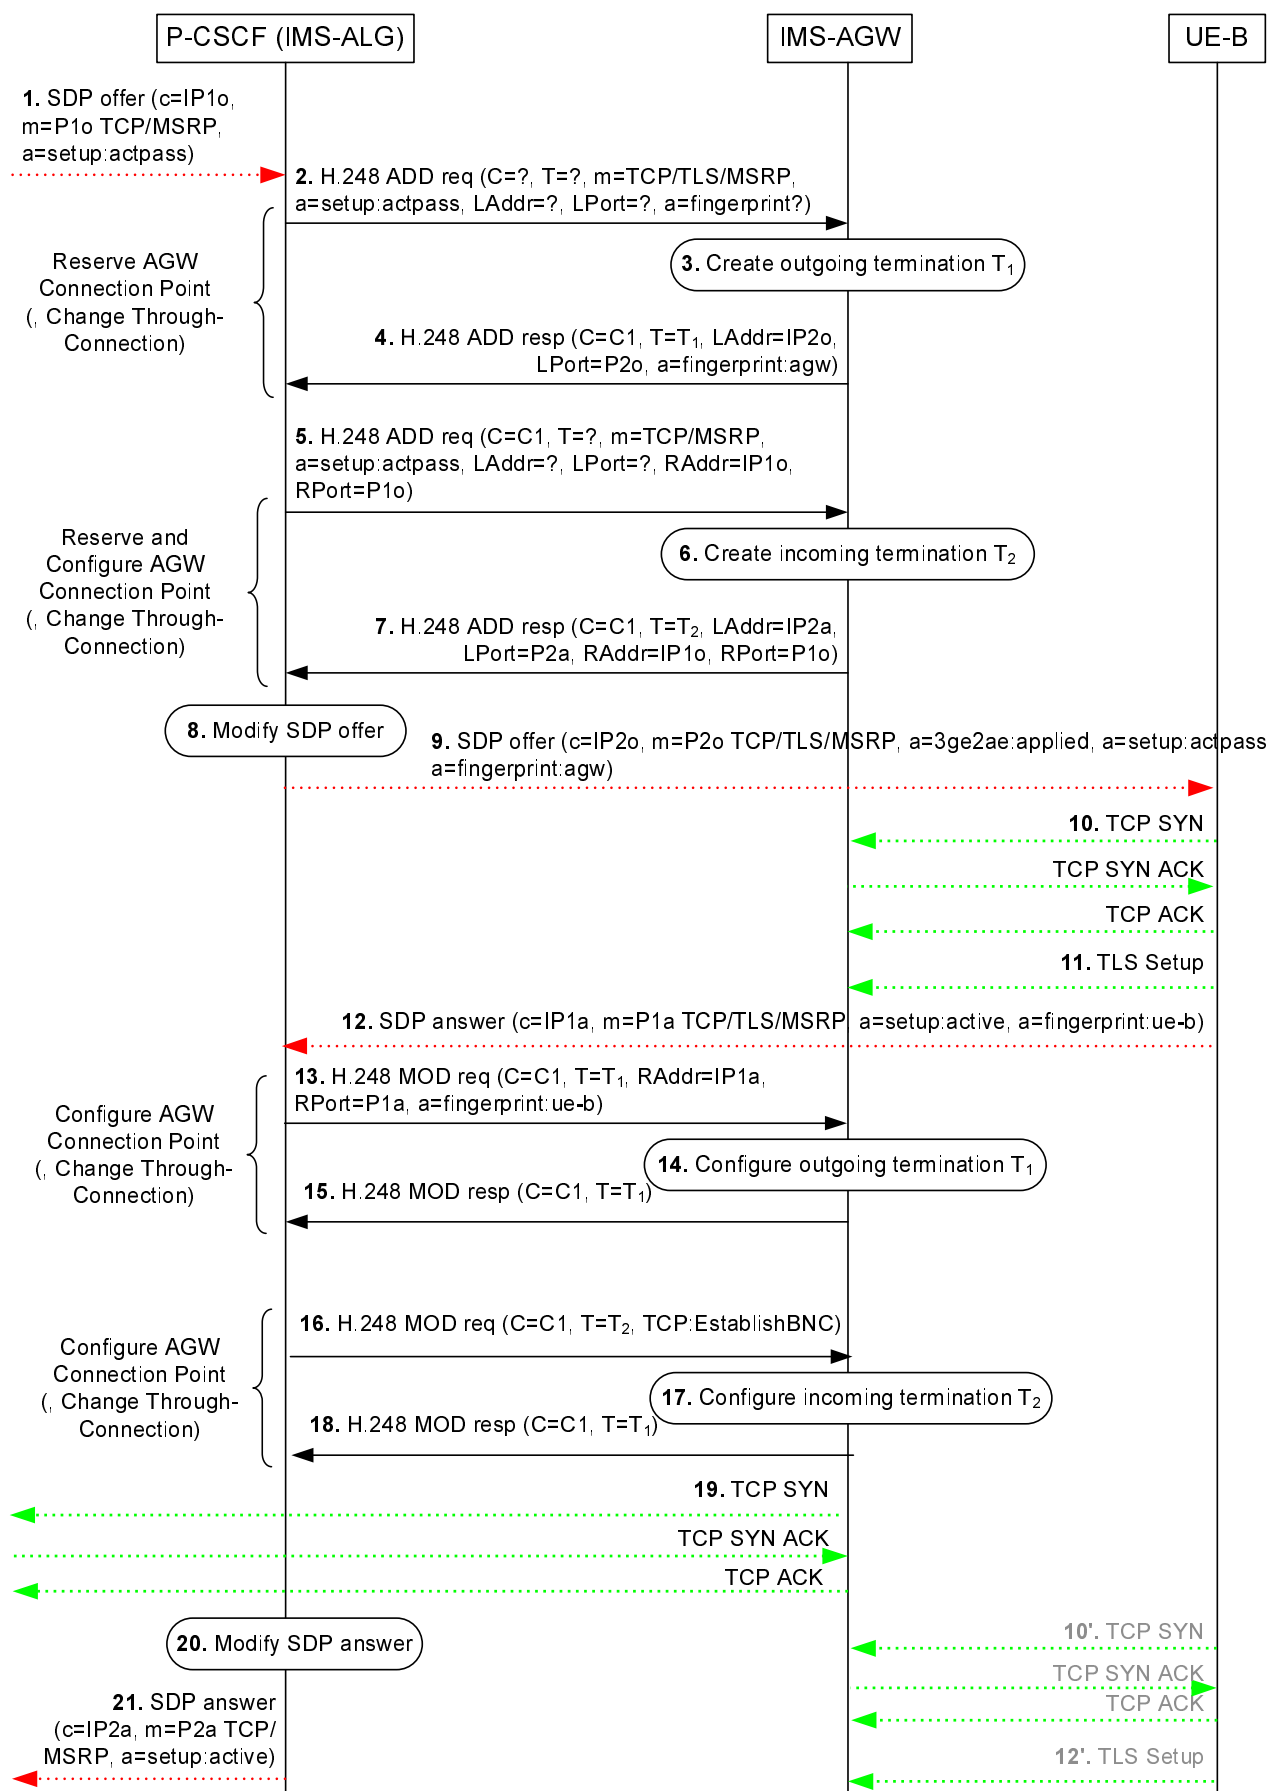 P-CSCF (IMS-ALG)
IMS-AGW
UE-B
1. SDP offer (c=IP1o,
m=P1o TCP/MSRP,
a=setup:actpass)
2. H.248 ADD req (C=?, T=?, m=TCP/TLS/MSRP,
a=setup:actpass, LAddr=?, LPort=?, a=fingerprint?)
Reserve AGW
Connection Point
(, Change Through-
Connection)
3. Create outgoing termination T1
4. H.248 ADD resp (C=C1, T=T1, LAddr=IP2o,
LPort=P2o, a=fingerprint:agw)
5. H.248 ADD req (C=C1, T=?, m=TCP/MSRP,
a=setup:actpass, LAddr=?, LPort=?, RAddr=IP1o,
RPort=P1o)
Reserve and
Configure AGW
Connection Point
(, Change Through-
Connection)
6. Create incoming termination T2
7. H.248 ADD resp (C=C1, T=T2, LAddr=IP2a,
LPort=P2a, RAddr=IP1o, RPort=P1o)
8. Modify SDP offer
9. SDP offer (c=IP2o, m=P2o TCP/TLS/MSRP, a=3ge2ae:applied, a=setup:actpass
a=fingerprint:agw)
10. TCP SYN
TCP SYN ACK
TCP ACK
11. TLS Setup
12. SDP answer (c=IP1a, m=P1a TCP/TLS/MSRP, a=setup:active, a=fingerprint:ue-b)
13. H.248 MOD req (C=C1, T=T1, RAddr=IP1a,
RPort=P1a, a=fingerprint:ue-b)
Configure AGW
Connection Point
(, Change Through-
Connection)
14. Configure outgoing termination T1
15. H.248 MOD resp (C=C1, T=T1)
16. H.248 MOD req (C=C1, T=T2, TCP:EstablishBNC)
Configure AGW
Connection Point
(, Change Through-
Connection)
17. Configure incoming termination T2
18. H.248 MOD resp (C=C1, T=T1)
19. TCP SYN
TCP SYN ACK
TCP ACK
20. Modify SDP answer
10'. TCP SYN
TCP SYN ACK
TCP ACK
21. SDP answer
(c=IP2a, m=P2a TCP/
MSRP, a=setup:active)
12'. TLS Setup